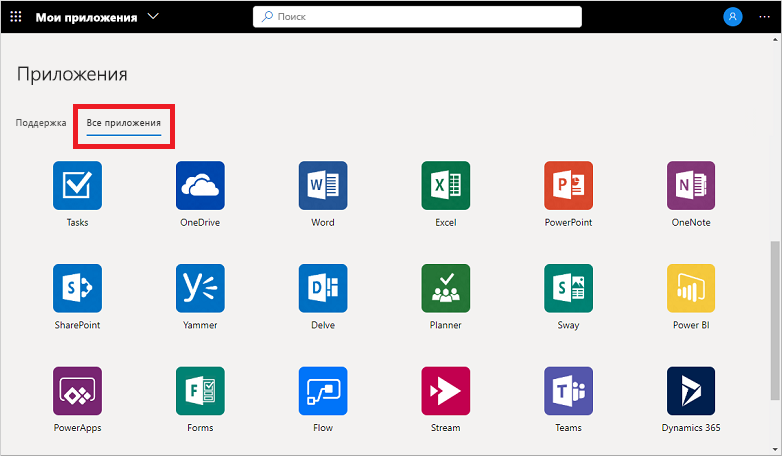 Мои приложения
Поиск
Приложения
Поддержка Все приложения
Tasks OneDrive Word Excel PowerPoint OneNote
SharePoint Yammer Delve Planner Sway Power BI
PowerApps Forms Flow Stream Teams Dynamics 365